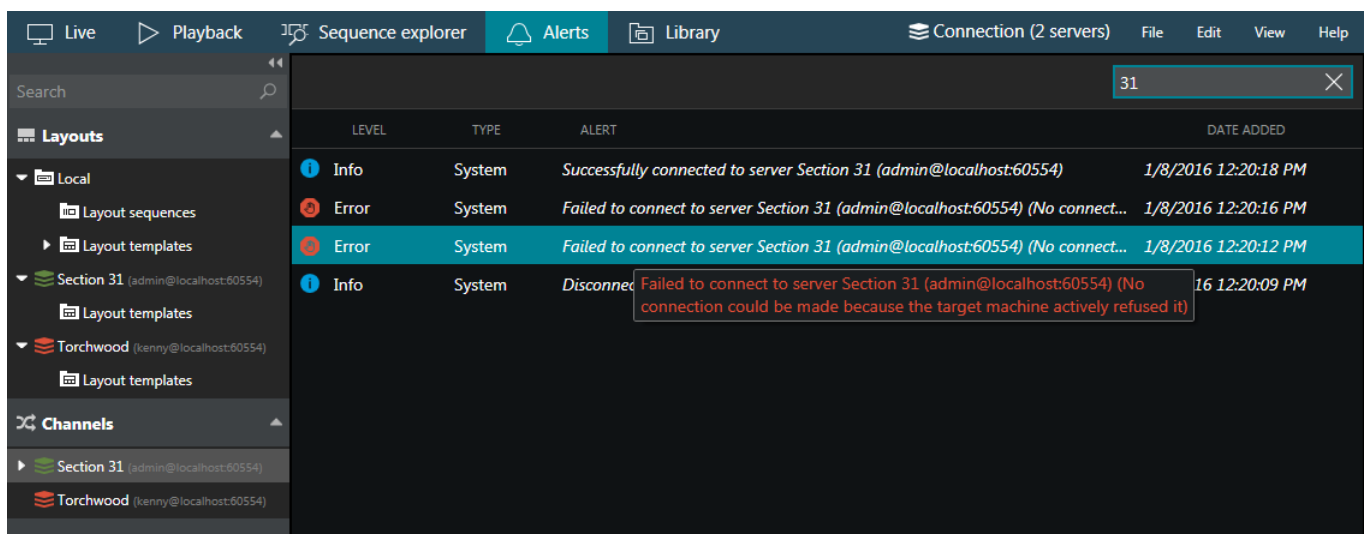 Live Playback Sequence explorer Alerts Library Connection (2 servers) File Edit View Help
Search
31
Layouts
LEVEL TYPE ALERT DATE ADDED
Local
Layout sequences
Layout templates
Section 31 (admin@localhost:60554)
Layout templates
Torchwood (kenny@localhost:60554)
Layout templates
Channels
Section 31 (admin@localhost:60554)
Torchwood (kenny@localhost:60554)
Info System Successfully connected to server Section 31 (admin@localhost:60554) 1/8/2016 12:20:18 PM
Error System Failed to connect to server Section 31 (admin@localhost:60554) (No connect... 1/8/2016 12:20:16 PM
Error System Failed to connect to server Section 31 (admin@localhost:60554) (No connect... 1/8/2016 12:20:12 PM
Info System Disconnec 16 12:20:09 PM
Failed to connect to server Section 31 (admin@localhost:60554) (No
connection could be made because the target machine actively refused it)